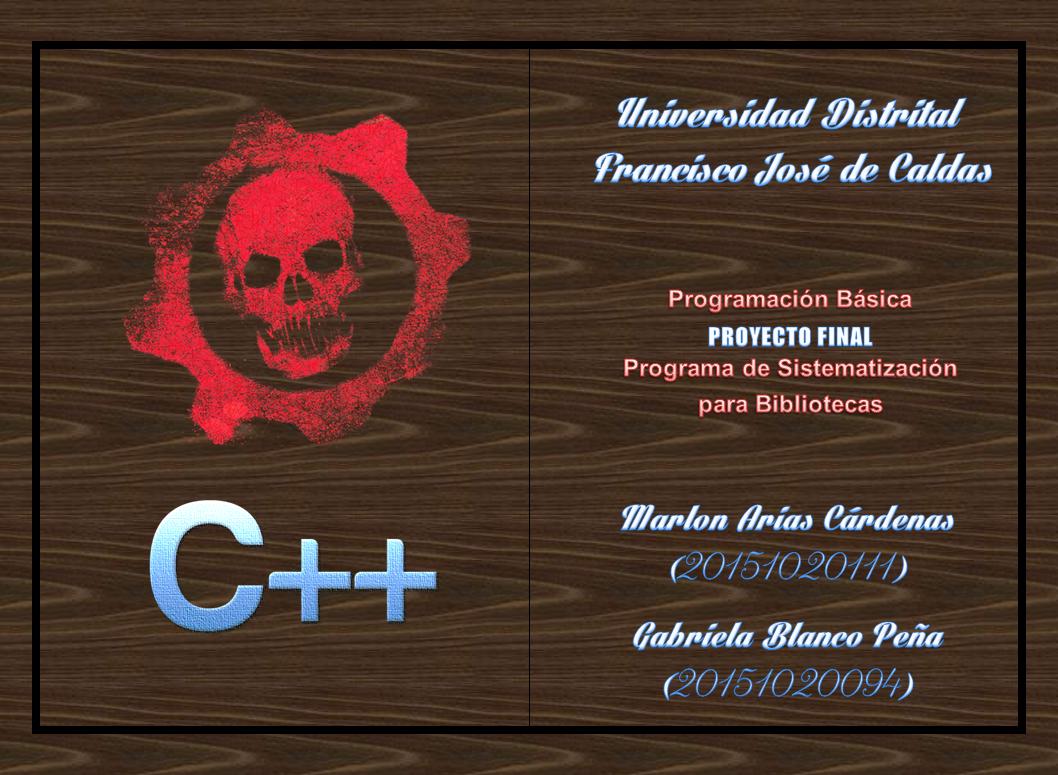 Universidad Distrital
Francisco José de Caldas
Programación Básica
PROYECTO FINAL
Programa de Sistematización
para Bibliotecas
C++
Marlon Arias Cárdenas
(20151020111)
Gabriela Blanco Peña
(20151020094)